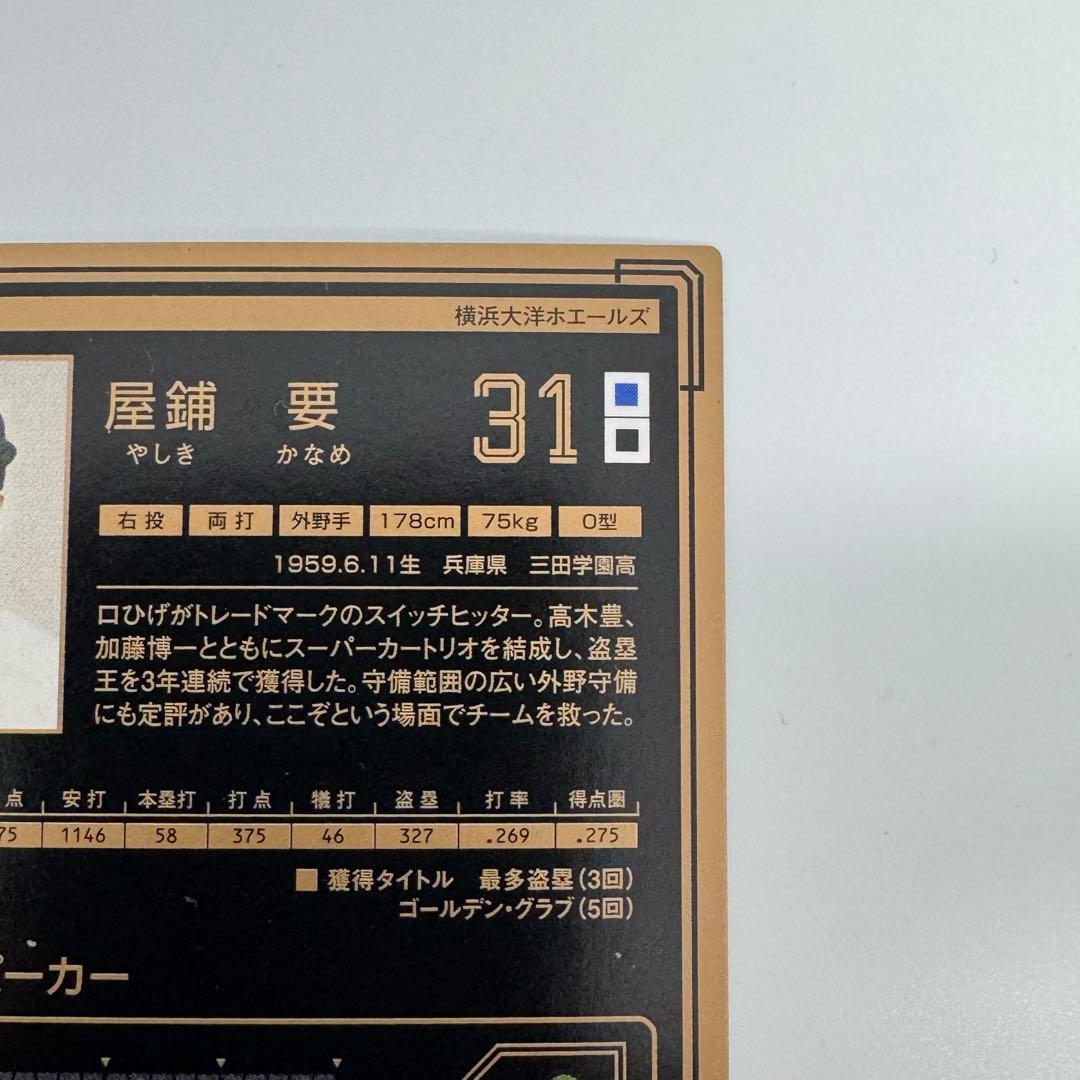 横浜大洋ホエールズ
屋鋪 要 31
やしき かなめ
右投 両打 外野手 178cm 75kg O型
1959.6.11生 兵庫県 三田学園高
口ひげがトレードマークのスイッチヒッター。高木豊、
加藤博一とともにスーパーカートリオを結成し、盗塁
王を3年連続で獲得した。守備範囲の広い外野守備
にも定評があり、ここぞという場面でチームを救った。
点 安打 本塁打 打点 犠打 盗塁 打率 得点圏
75 1146 58 375 46 327 .269 .275
■ 獲得タイトル 最多盗塁(3回)
ゴールデン・グラブ(5回)
ーカー